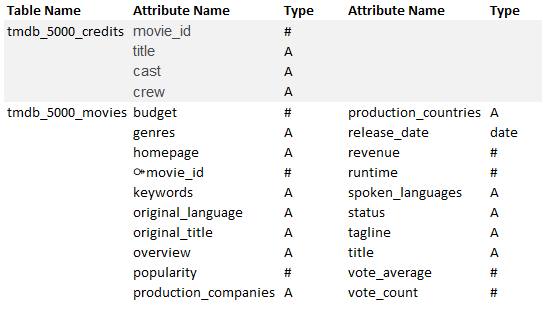 Table Name Attribute Name Type Attribute Name Type
tmdb_5000_credits movie_id #
title A
cast A
crew A
tmdb_5000_movies budget # production_countries A
genres A release_date date
homepage A revenue #
movie_id # runtime #
keywords A spoken_languages A
original_language A status A
original_title A tagline A
overview A title A
popularity # vote_average #
production_companies A vote_count #